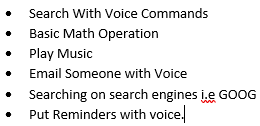 • Search With Voice Commands
• Basic Math Operation
• Play Music
• Email Someone with Voice
• Searching on search engines i.e GOOG
• Put Reminders with voice.